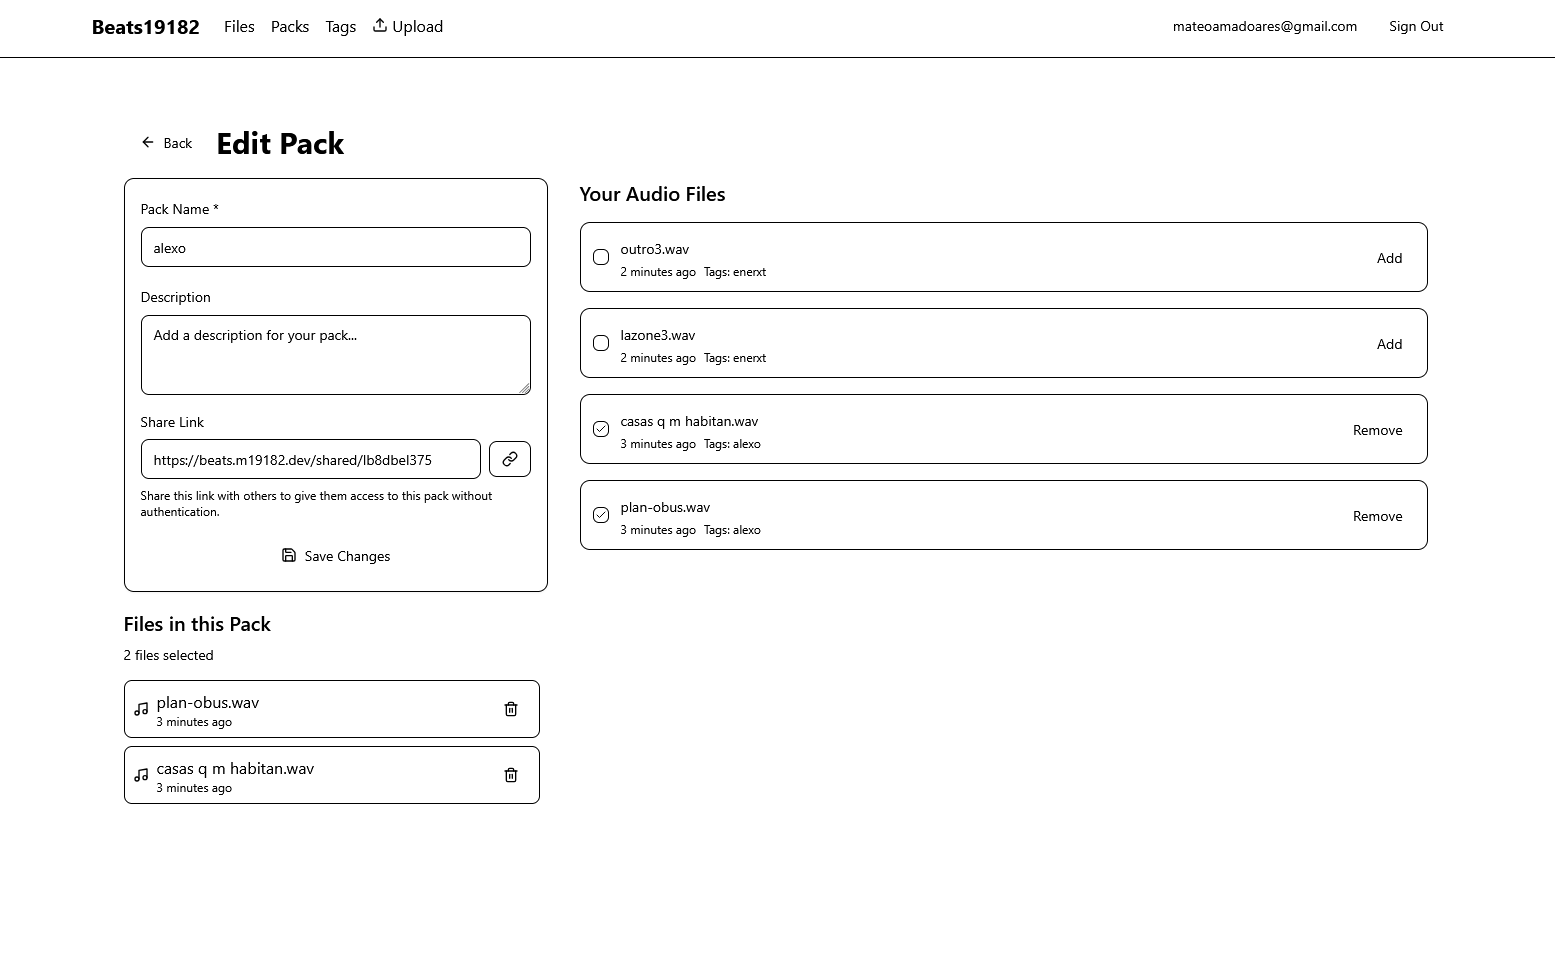 Beats19182 Files Packs Tags Upload mateoamadoares@gmail.com Sign Out
Back Edit Pack
Pack Name *
alexo
Description
Add a description for your pack...
Share Link
https://beats.m19182.dev/shared/lb8dbel375
Share this link with others to give them access to this pack without
authentication.
Save Changes
Files in this Pack
2 files selected
plan-obus.wav
3 minutes ago
casas q m habitan.wav
3 minutes ago
Your Audio Files
outro3.wav
2 minutes ago Tags: enerxt
Add
lazone3.wav
2 minutes ago Tags: enerxt
Add
casas q m habitan.wav
3 minutes ago Tags: alexo
Remove
plan-obus.wav
3 minutes ago Tags: alexo
Remove